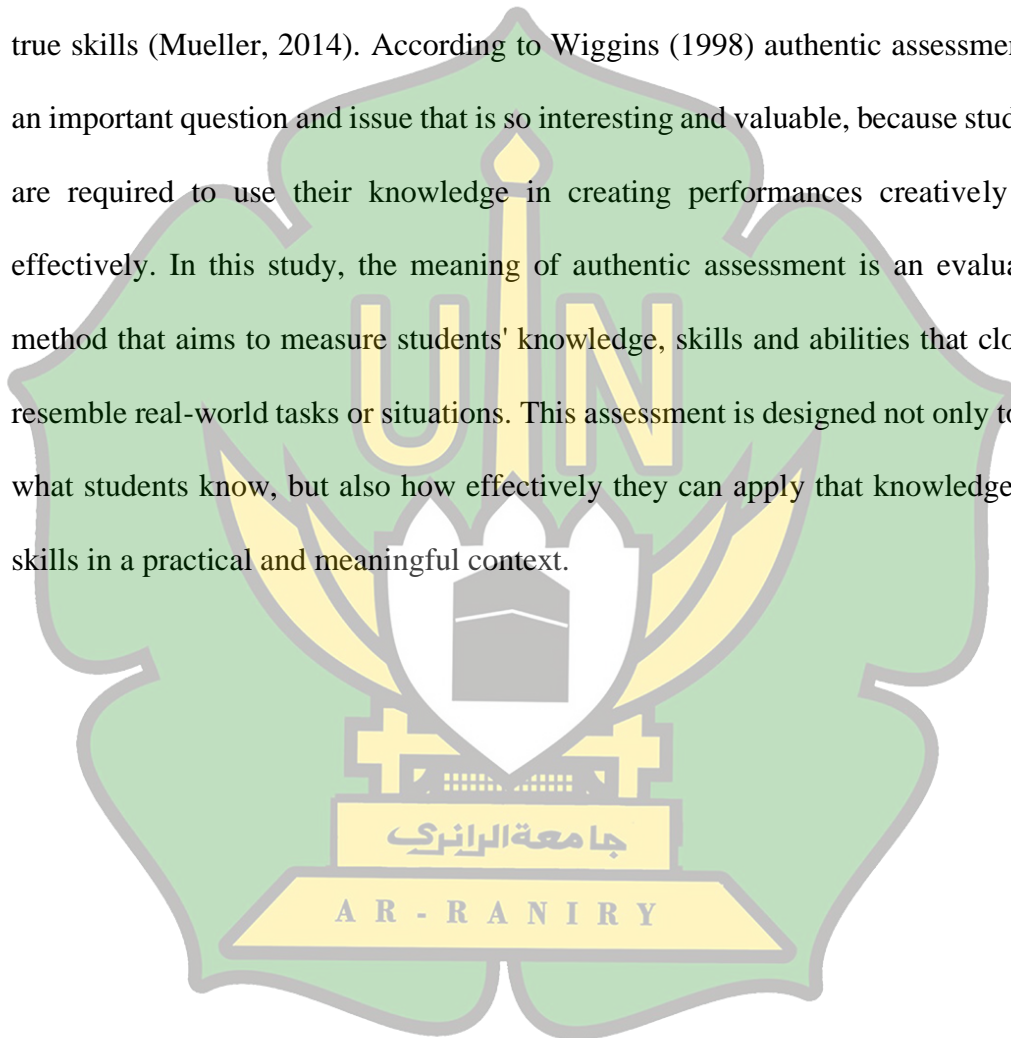 true skills (Mueller, 2014). According to Wiggins (1998) authentic assessmen
an important question and issue that is so interesting and valuable, because stud
are required to use their knowledge in creating performances creatively
effectively. In this study, the meaning of authentic assessment is an evalua
method that aims to measure students' knowledge, skills and abilities that clo
resemble real-world tasks or situations. This assessment is designed not only to
what students know, but also how effectively they can apply that knowledge
skills in a practical and meaningful context.
UIN
جامعةالرانري
AR-RANIRY